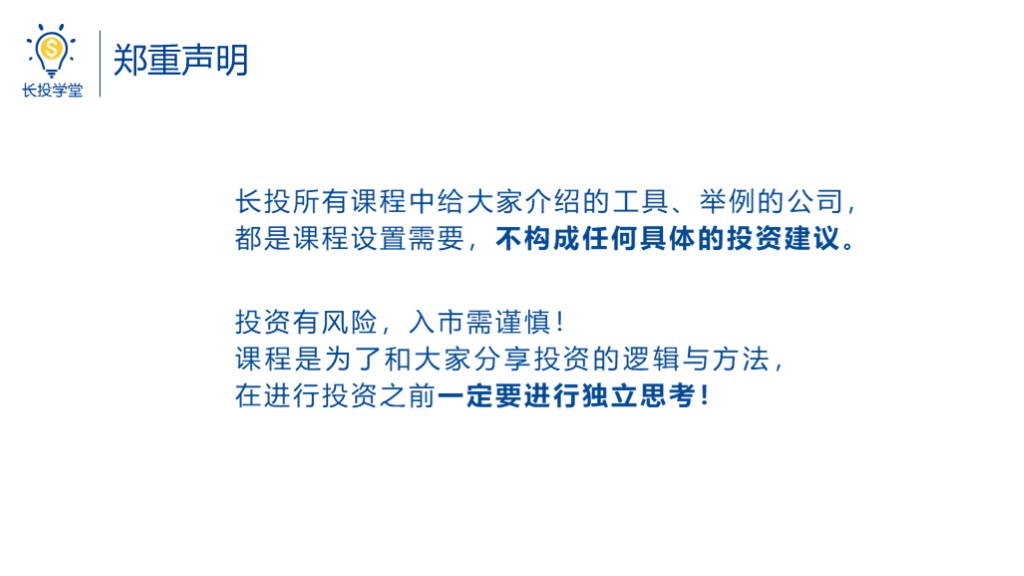 长投学堂
郑重声明
长投所有课程中给大家介绍的工具、举例的公司，
都是课程设置需要，不构成任何具体的投资建议。
投资有风险，入市需谨慎！
课程是为了和大家分享投资的逻辑与方法，
在进行投资之前一定要进行独立思考！